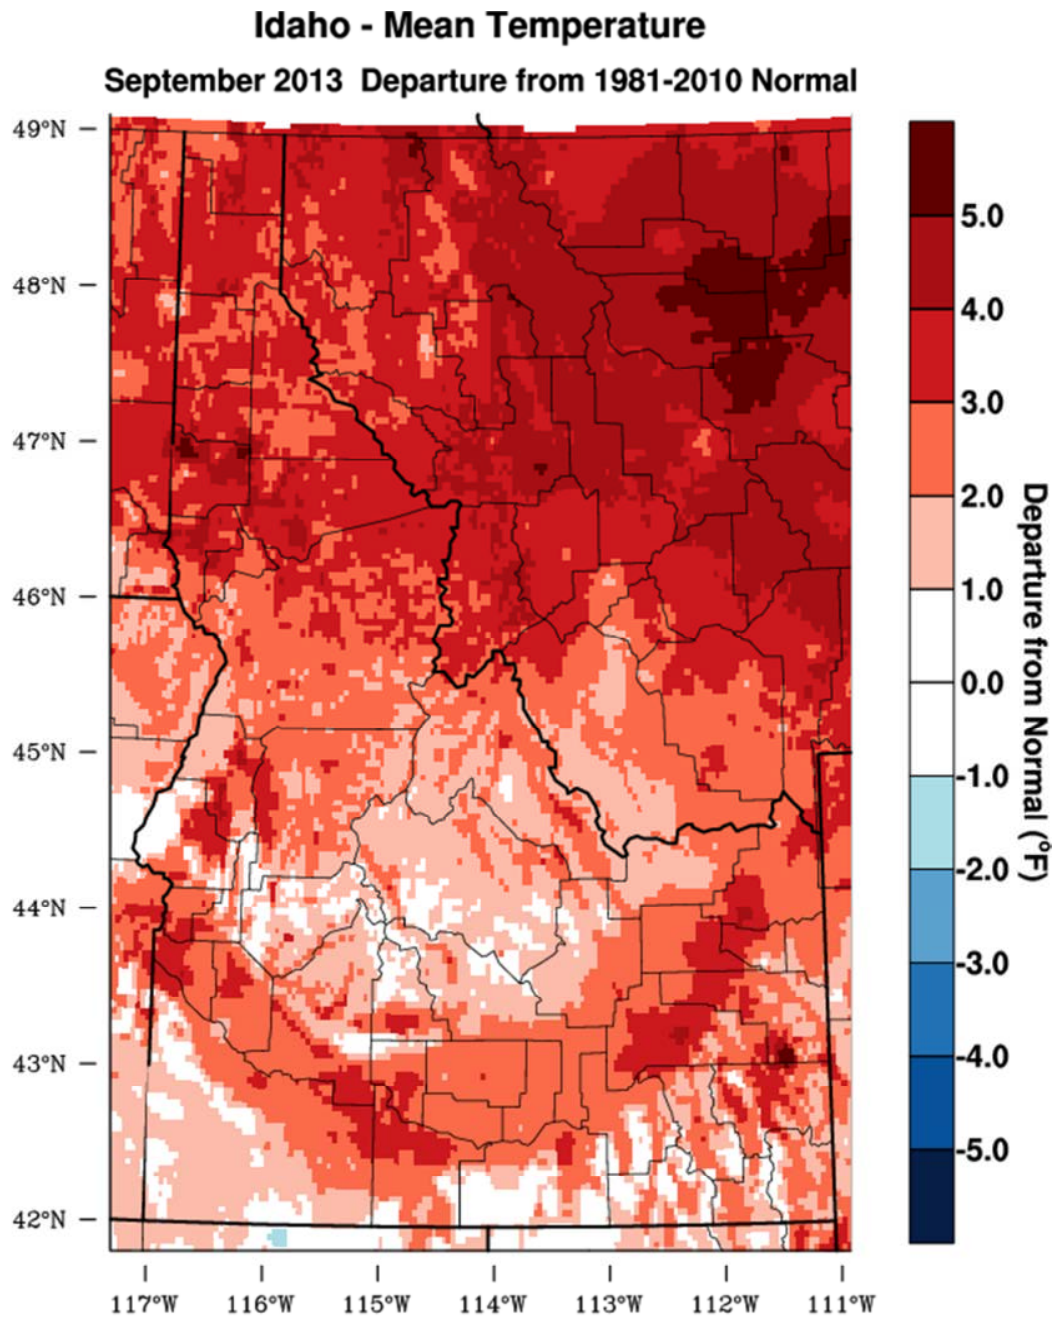 Idaho - Mean Temperature
September 2013 Departure from 1981-2010 Normal
49°N
48°N
47°N
46°N
45°N
44°N
43°N
42°N
117°W 116°W 115°W 114°W 113°W 112°W 111°W
5.0
4.0
3.0
2.0
1.0
0.0
-1.0
-2.0
-3.0
-4.0
-5.0
Departure from Normal (°F)